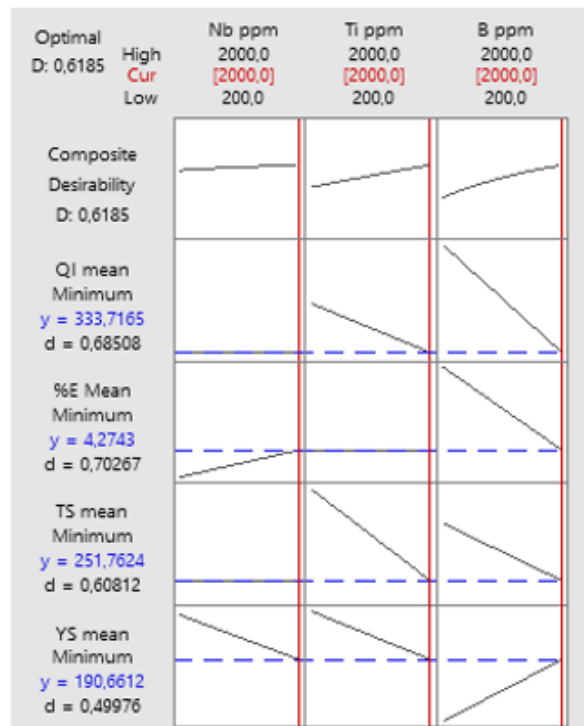 Optimal
D: 0,6185
High
Cur
Low
Nb ppm
2000,0
[2000,0]
200,0
Ti ppm
2000,0
[2000,0]
200,0
B ppm
2000,0
[2000,0]
200,0
Composite
Desirability
D: 0,6185
QI mean
Minimum
y = 333,7165
d = 0,68508
%E Mean
Minimum
y = 4,2743
d = 0,70267
TS mean
Minimum
y = 251,7624
d = 0,60812
YS mean
Minimum
y = 190,6612
d = 0,49976